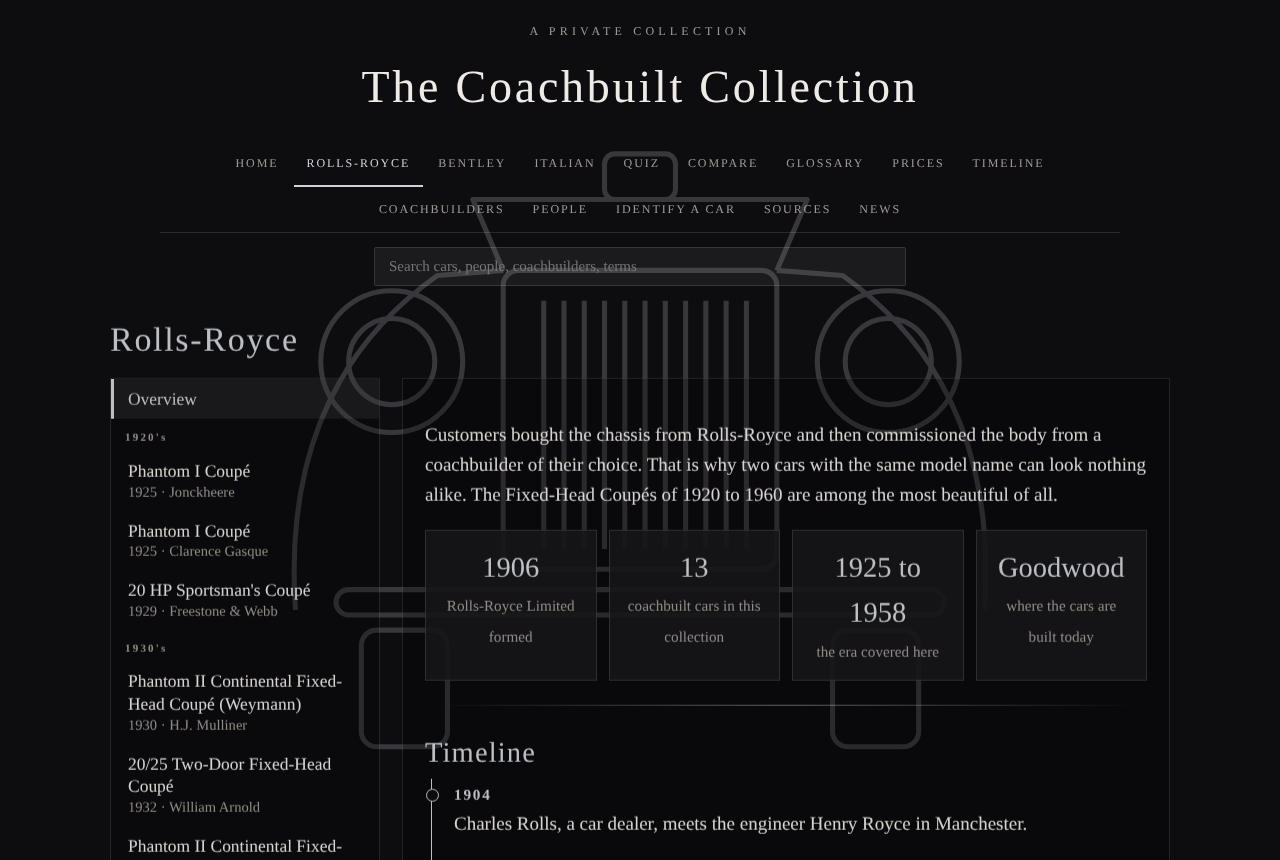 A PRIVATE COLLECTION
The Coachbuilt Collection
HOME ROLLS-ROYCE BENTLEY ITALIAN QUIZ COMPARE GLOSSARY PRICES TIMELINE
COACHBUILDERS PEOPLE IDENTIFY A CAR SOURCES NEWS
Search cars, people, coachbuilders, terms
Rolls-Royce
Overview
1920's
Phantom I Coupé
1925 · Jonckheere
Phantom I Coupé
1925 · Clarence Gasque
20 HP Sportsman's Coupé
1929 · Freestone & Webb
1930's
Phantom II Continental Fixed-
Head Coupé (Weymann)
1930 · H.J. Mulliner
20/25 Two-Door Fixed-Head
Coupé
1932 · William Arnold
Phantom II Continental Fixed-
Customers bought the chassis from Rolls-Royce and then commissioned the body from a
coachbuilder of their choice. That is why two cars with the same model name can look nothing
alike. The Fixed-Head Coupés of 1920 to 1960 are among the most beautiful of all.
1906
Rolls-Royce Limited
formed
13
coachbuilt cars in this
collection
1925 to
1958
the era covered here
Goodwood
where the cars are
built today
Timeline
1904
Charles Rolls, a car dealer, meets the engineer Henry Royce in Manchester.